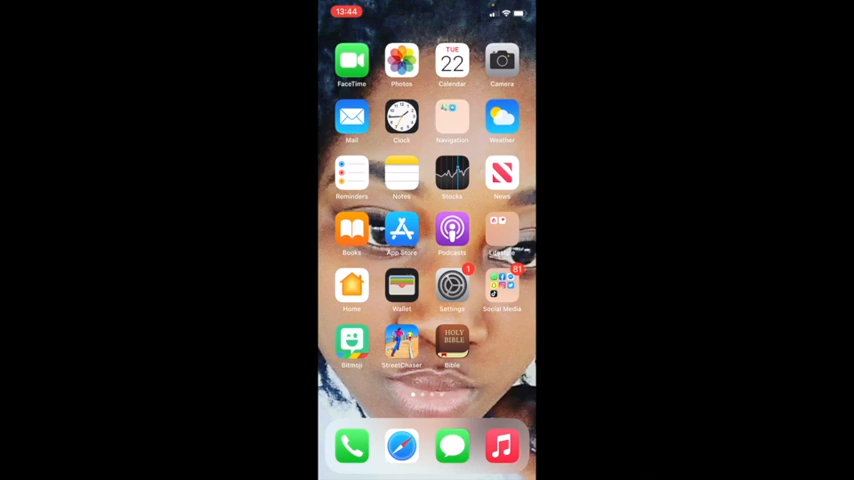 13:44
TUE
22
FaceTime Photos Calendar Camera
Mail Clock Navigation Weather
Reminders Notes Stocks News
Books App Store Podcasts Lifestyle
1
81
Home Wallet Settings Social Media
HOLY
BIBLE
Bitmoji StreetChaser Bible